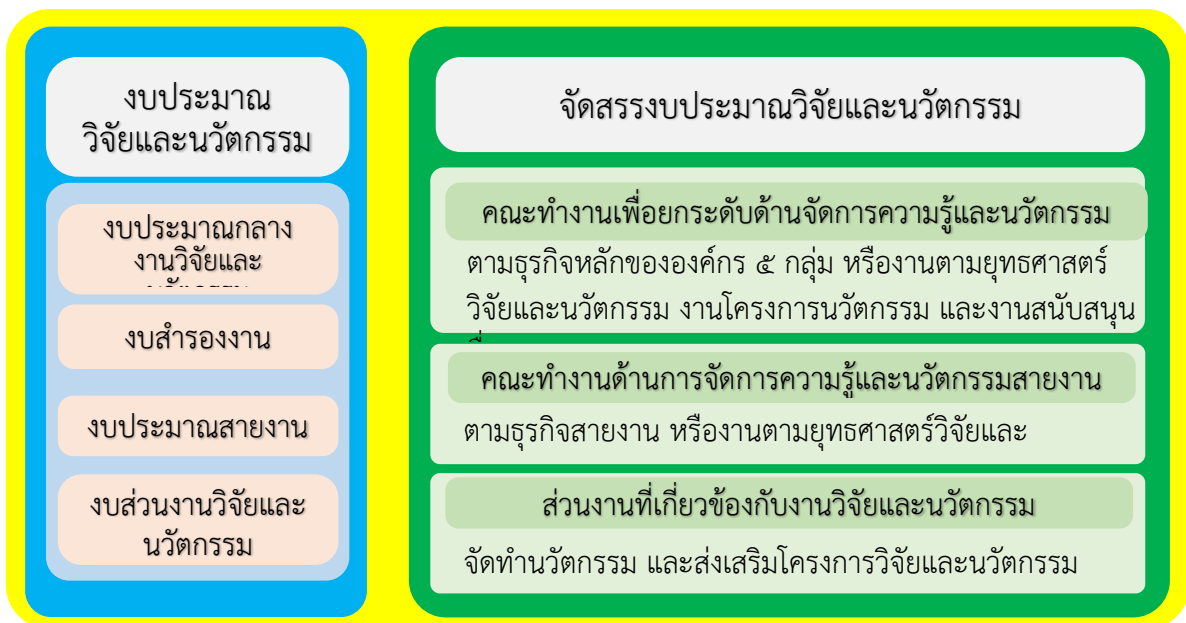 งบประมาณ
วิจัยและนวัตกรรม
งบประมาณกลาง
งานวิจัยและ
งบสำรองงาน
งบประมาณสายงาน
งบส่วนงานวิจัยและ
นวัตกรรม
จัดสรรงบประมาณวิจัยและนวัตกรรม
คณะทำงานเพื่อยกระดับด้านจัดการความรู้และนวัตกรรม
ตามธุรกิจหลักขององค์กร ๕ กลุ่ม หรืองานตามยุทธศาสตร์
วิจัยและนวัตกรรม งานโครงการนวัตกรรม และงานสนับสนุน
คณะทำงานด้านการจัดการความรู้และนวัตกรรมสายงาน
ตามธุรกิจสายงาน หรืองานตามยุทธศาสตร์วิจัยและ
ส่วนงานที่เกี่ยวข้องกับงานวิจัยและนวัตกรรม
จัดทำนวัตกรรม และส่งเสริมโครงการวิจัยและนวัตกรรม